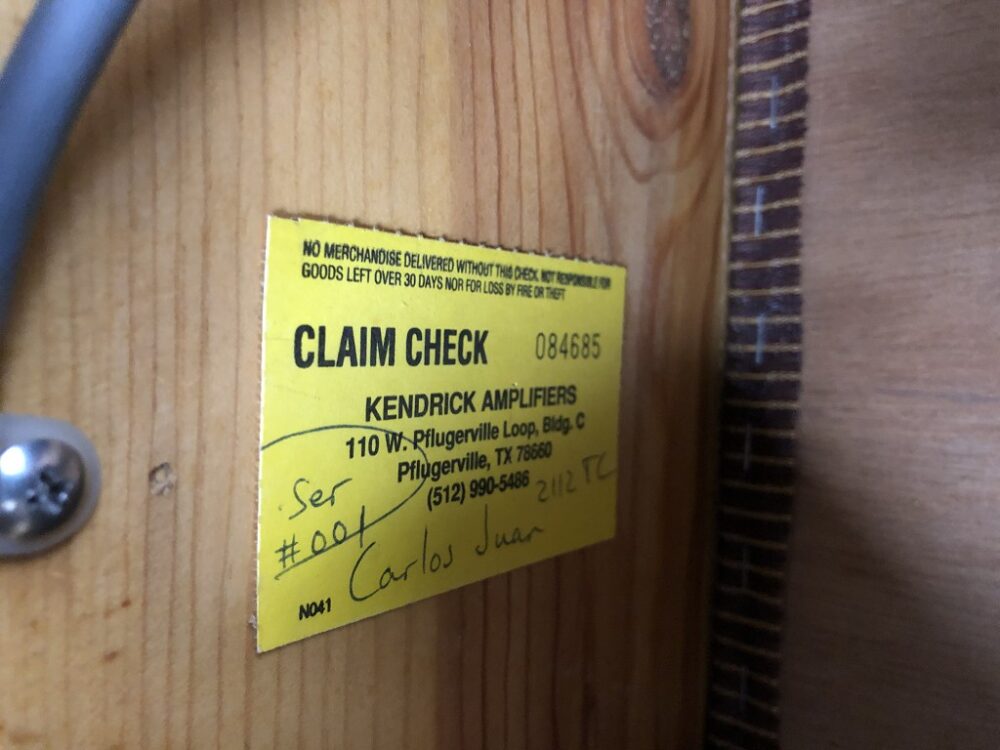 NO MERCHANDISE DELIVERED WITHOUT THIS CHECK. NOT RESPONSIBLE FOR
GOODS LEFT OVER 30 DAYS NOR FOR LOSS BY FIRE OR THEFT
CLAIM CHECK 084685
KENDRICK AMPLIFIERS
110 W. Pflugerville Loop, Bldg. C
Pflugerville, TX 78660
(512) 990-5486 2112 TC
Ser
#001
Carlos Juan
N041